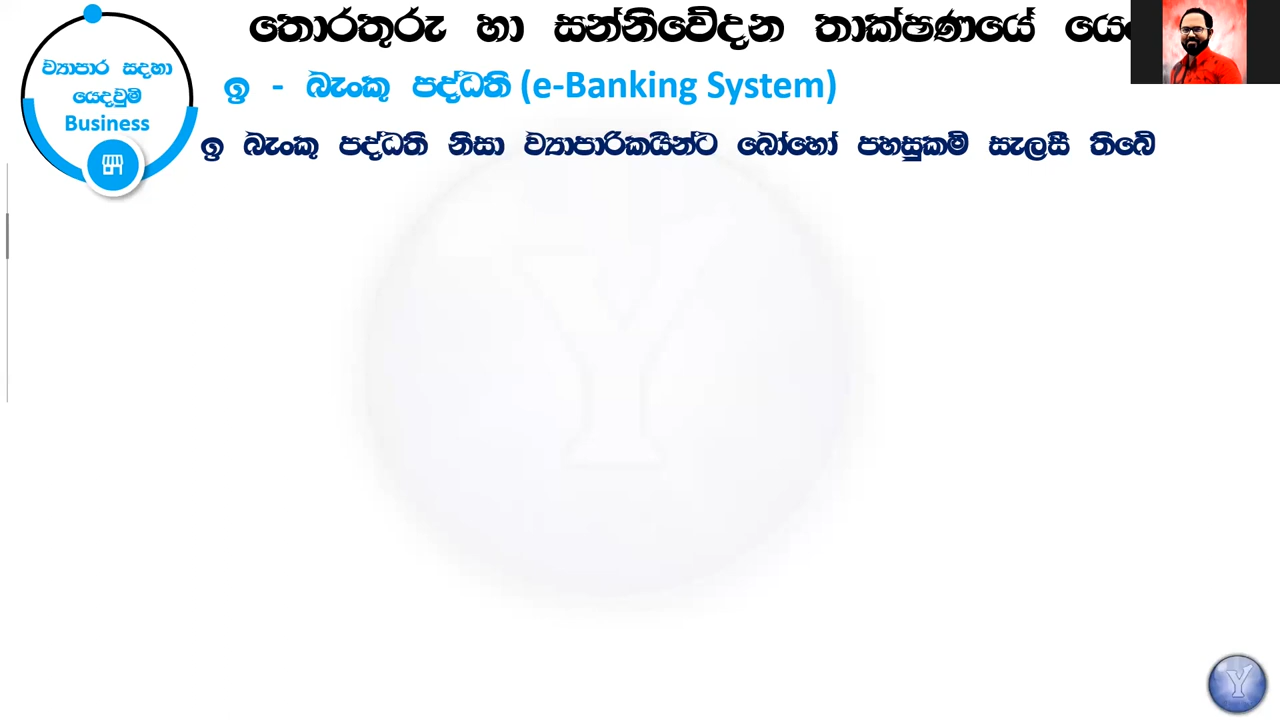 තොරතුරු හා සන්නිවේදන තාක්ෂණයේ
ව්‍යාපාර සඳහා
යෙදවුම්
Business
ඉ - බැංකු පද්ධති (e-Banking System)
ඉ බැංකු පද්ධති නිසා ව්‍යාපාරිකයින්ට බොහෝ පහසුකම් සැලසී තිබේ
Y
Y